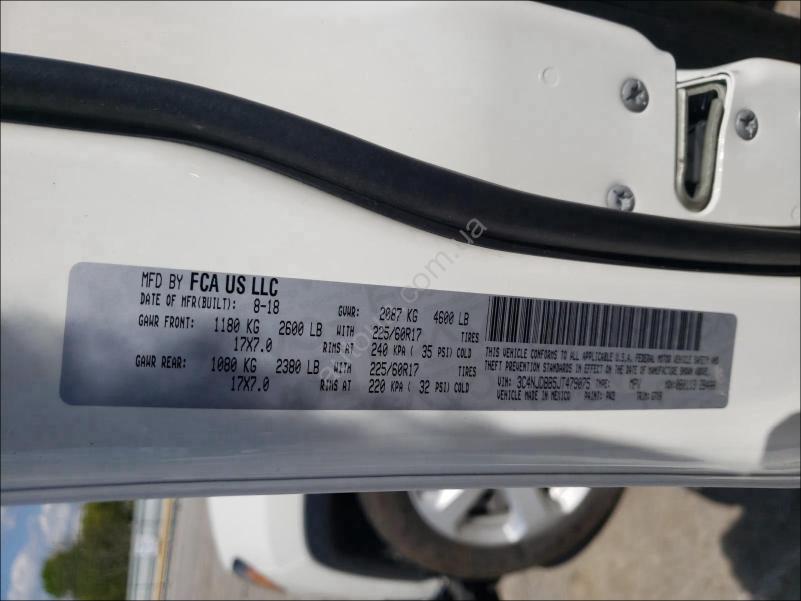 MFD BY FCA US LLC
DATE OF MFR(BUILT): 8-18 GVWR: 2087 KG 4600 LB
GAWR FRONT: 1180 KG 2600 LB WITH 225/60R17 TIRES
17X7.0 RIMS AT 240 KPA ( 35 PSI) COLD
GAWR REAR: 1080 KG 2380 LB WITH 225/60R17 TIRES
17X7.0 RIMS AT 220 KPA ( 32 PSI) COLD
THIS VEHICLE CONFORMS TO ALL APPLICABLE U.S.A. FEDERAL MOTOR VEHICLE SAFETY AND
THEFT PREVENTION STANDARDS IN EFFECT ON THE DATE OF MANUFACTURE SHOWN ABOVE.
VIN: 3C4NJDBB5JT479075 TYPE: MPV
VEHICLE MADE IN MEXICO PAINT: PW3 TRIM: